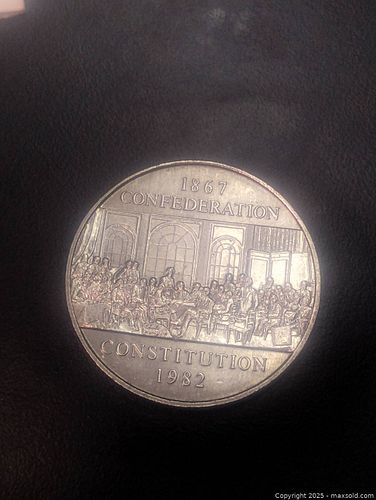 1867
CONFEDERATION
CONSTITUTION
1982
Copyright 2025 - maxsold.com